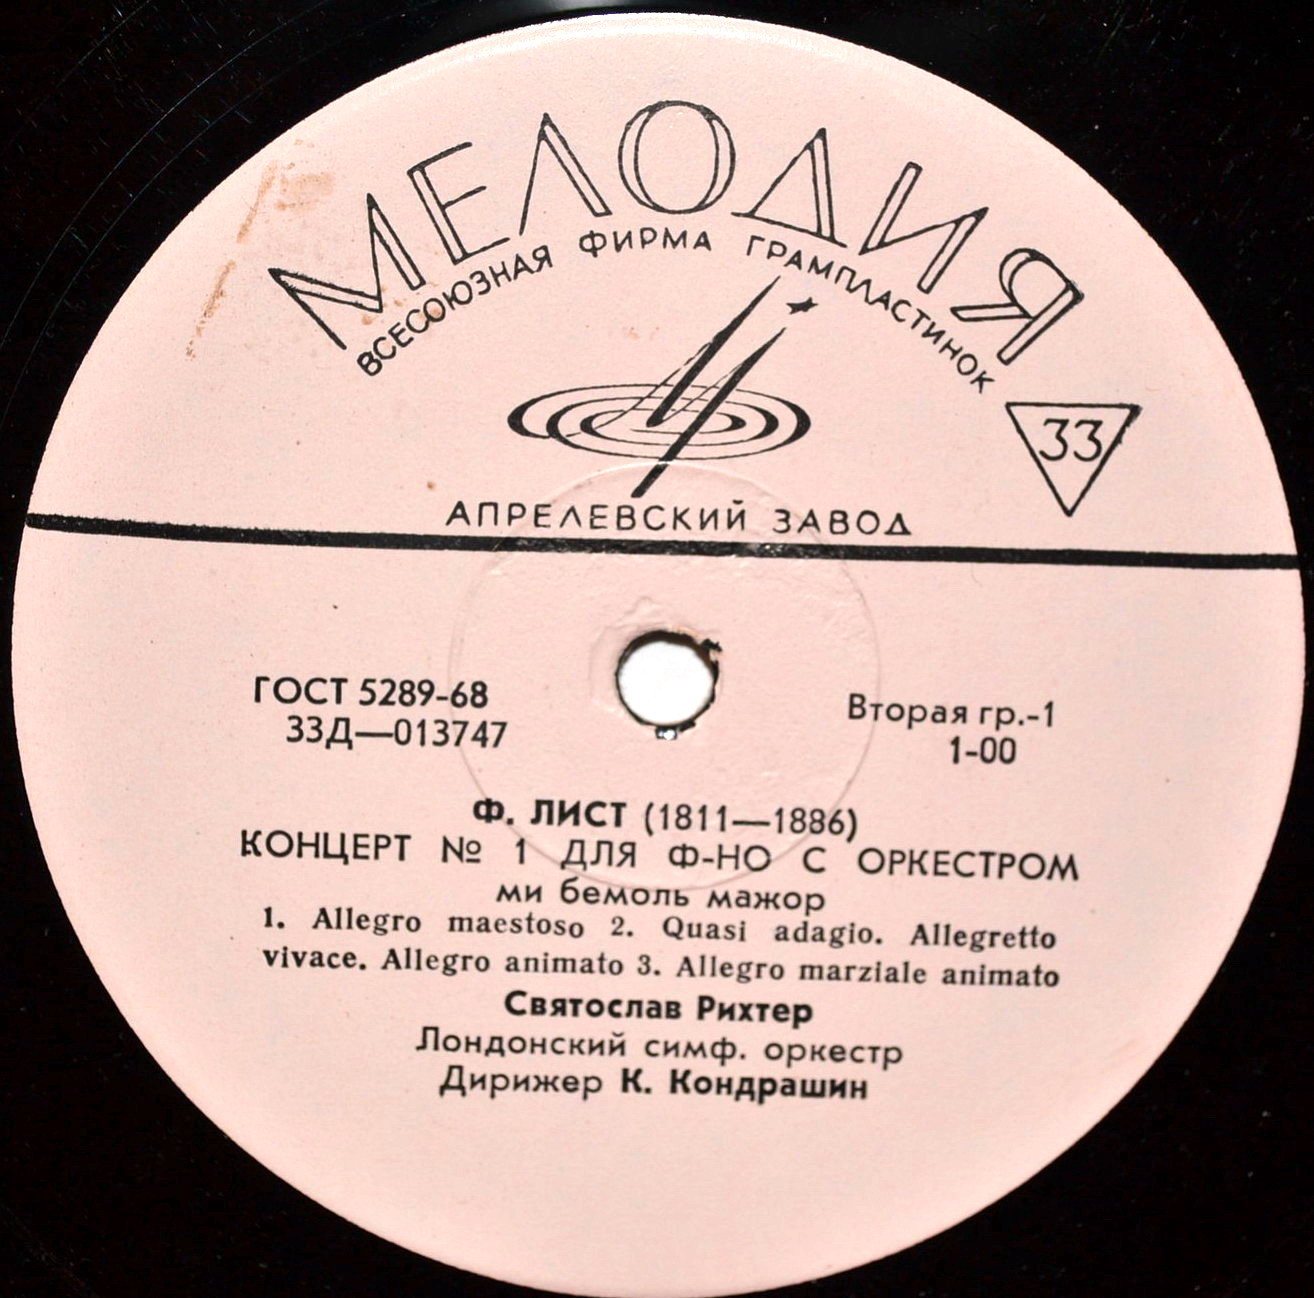 МЕЛОДИЯ
ВСЕСОЮЗНАЯ ФИРМА ГРАМПЛАСТИНОК
33
АПРЕЛЕВСКИЙ ЗАВОД
ГОСТ 5289-68
33Д—013747
Вторая гр.-1
1-00
Ф. ЛИСТ (1811—1886)
КОНЦЕРТ № 1 ДЛЯ Ф-НО С ОРКЕСТРОМ
ми бемоль мажор
1. Allegro maestoso 2. Quasi adagio. Allegretto
vivace. Allegro animato 3. Allegro marziale animato
Святослав Рихтер
Лондонский симф. оркестр
Дирижер К. Кондрашин